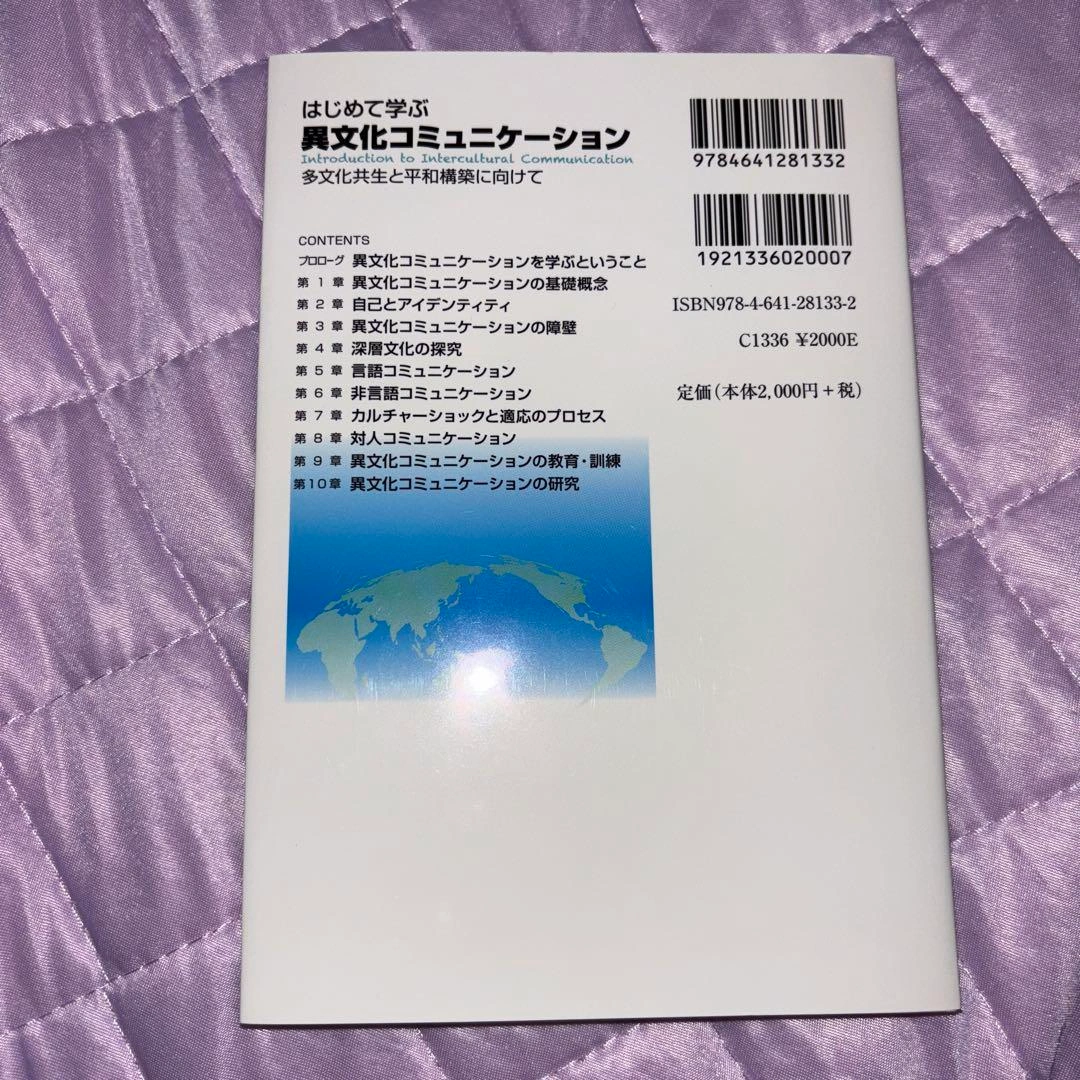 はじめて学ぶ
異文化コミュニケーション
Introduction to Intercultural Communication
多文化共生と平和構築に向けて
CONTENTS
プロローグ 異文化コミュニケーションを学ぶということ
第1章 異文化コミュニケーションの基礎概念
第2章 自己とアイデンティティ
第3章 異文化コミュニケーションの障壁
第4章 深層文化の探究
第5章 言語コミュニケーション
第6章 非言語コミュニケーション
第7章 カルチャーショックと適応のプロセス
第8章 対人コミュニケーション
第9章 異文化コミュニケーションの教育・訓練
第10章 異文化コミュニケーションの研究
9784641281332
1921336020007
ISBN978-4-641-28133-2
C1336 ¥2000E
定価(本体2,000円+税)